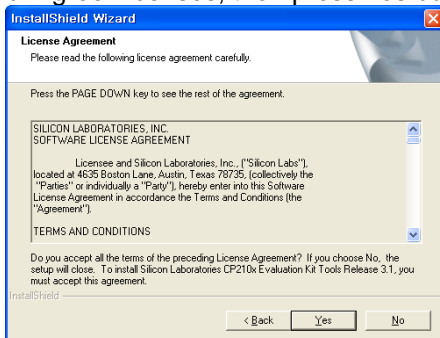 InstallShield Wizard
License Agreement
Please read the following license agreement carefully.
Press the PAGE DOWN key to see the rest of the agreement.
SILICON LABORATORIES, INC.
SOFTWARE LICENSE AGREEMENT
Licensee and Silicon Laboratories, Inc., ("Silicon Labs"),
located at 4635 Boston Lane, Austin, Texas 78735, (collectively the
"Parties" or individually a "Party"), hereby enter into this Software
License Agreement in accordance the Terms and Conditions (the
"Agreement").
TERMS AND CONDITIONS
Do you accept all the terms of the preceding License Agreement? If you choose No, the
setup will close. To install Silicon Laboratories CP210x Evaluation Kit Tools Release 3.1, you
must accept this agreement.
InstallShield
< Back Yes No